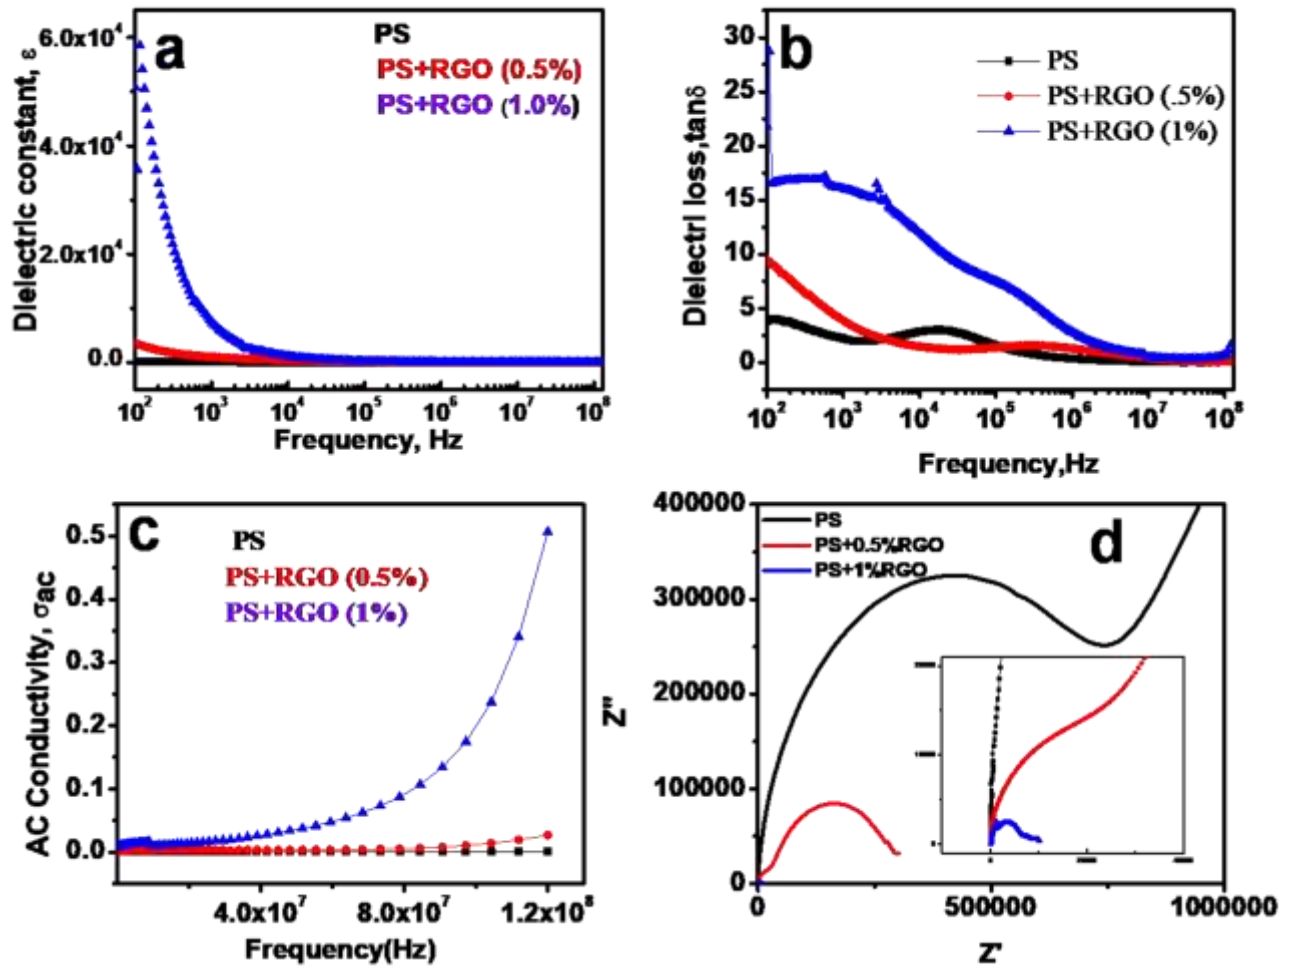 a
PS
PS+RGO (0.5%)
PS+RGO (1.0%)
6.0x10⁴
4.0x10⁴
2.0x10⁴
0.0
DIelectric constant, ε
10² 10³ 10⁴ 10⁵ 10⁶ 10⁷ 10⁸
Frequency, Hz
b
PS
PS+RGO (.5%)
PS+RGO (1%)
30
25
20
15
10
5
0
DIelectrI loss,tanδ
10² 10³ 10⁴ 10⁵ 10⁶ 10⁷ 10⁸
Frequency,Hz
c
PS
PS+RGO (0.5%)
PS+RGO (1%)
0.5
0.4
0.3
0.2
0.1
0.0
AC Conductivity, σac
4.0x10⁷ 8.0x10⁷ 1.2x10⁸
Frequency(Hz)
d
PS
PS+0.5%RGO
PS+1%RGO
400000
300000
200000
100000
0
Z"
0 500000 1000000
Z'